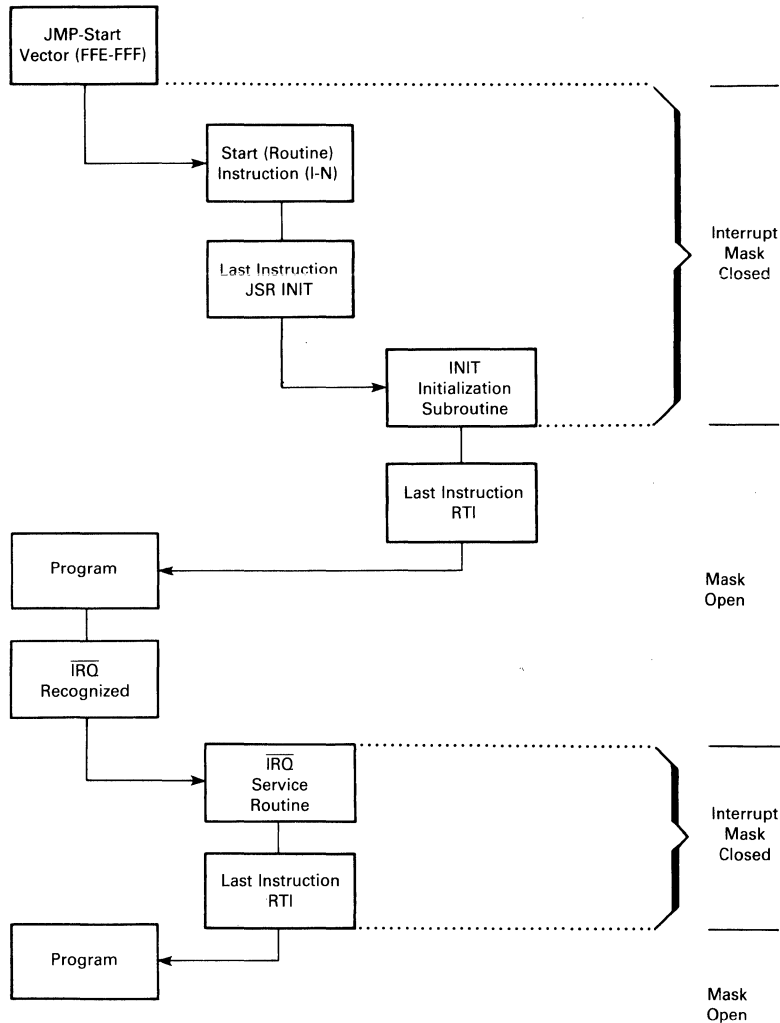 JMP-Start
Vector (FFE-FFF)
Start (Routine)
Instruction (I-N)
Last Instruction
JSR INIT
Interrupt
Mask
Closed
INIT
Initialization
Subroutine
Last Instruction
RTI
Program
Mask
Open
IRQ
Recognized
IRQ
Service
Routine
Interrupt
Mask
Closed
Last Instruction
RTI
Program
Mask
Open